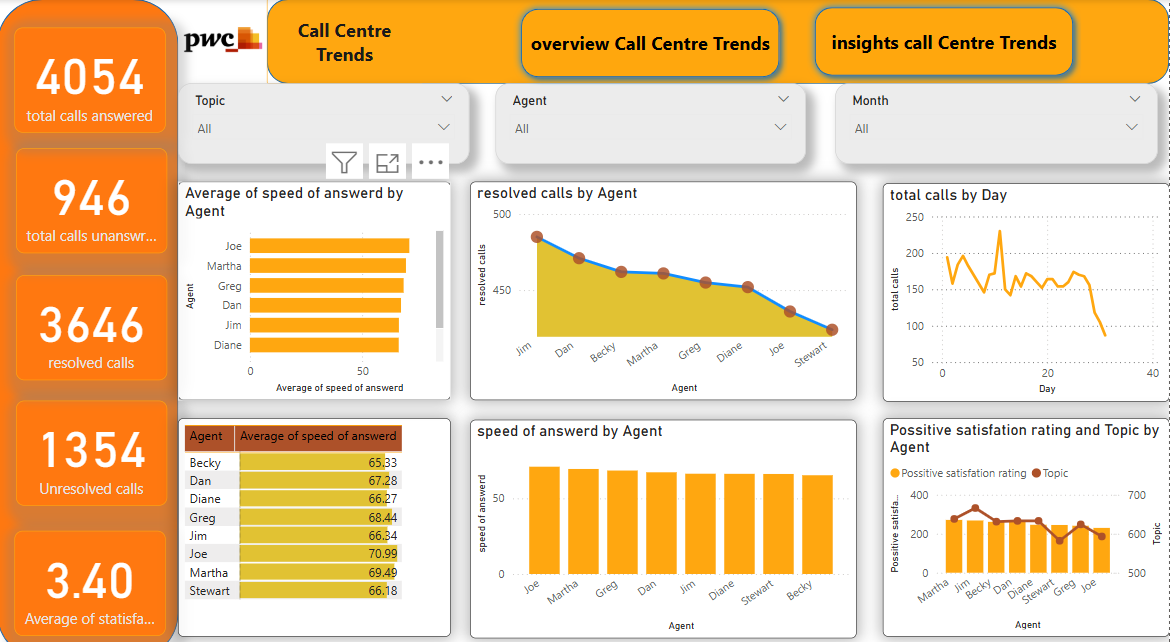 4054
total calls answered
946
total calls unanswr...
3646
resolved calls
1354
Unresolved calls
3.40
Average of statisfa...
pwc
Call Centre
Trends
overview Call Centre Trends
insights call Centre Trends
Topic
All
Agent
All
Month
All
Average of speed of answerd by
Agent
Agent
Joe
Martha
Greg
Dan
Jim
Diane
0
50
Average of speed of answerd
resolved calls by Agent
resolved calls
500
450
Jim
Dan
Becky
Martha
Greg
Diane
Joe
Stewart
Agent
total calls by Day
total calls
250
200
150
100
50
0
20
40
Day
Agent Average of speed of answerd
Becky 65.33
Dan 67.28
Diane 66.27
Greg 68.44
Jim 66.34
Joe 70.99
Martha 69.49
Stewart 66.18
speed of answerd by Agent
speed of answerd
50
0
Joe
Martha
Greg
Dan
Jim
Diane
Stewart
Becky
Agent
Possitive satisfation rating and Topic by
Agent
Possitive satisfation rating Topic
Possitive satisfa...
400
200
0
700
600
500
Topic
Martha
Jim
Becky
Dan
Diane
Stewart
Greg
Joe
Agent